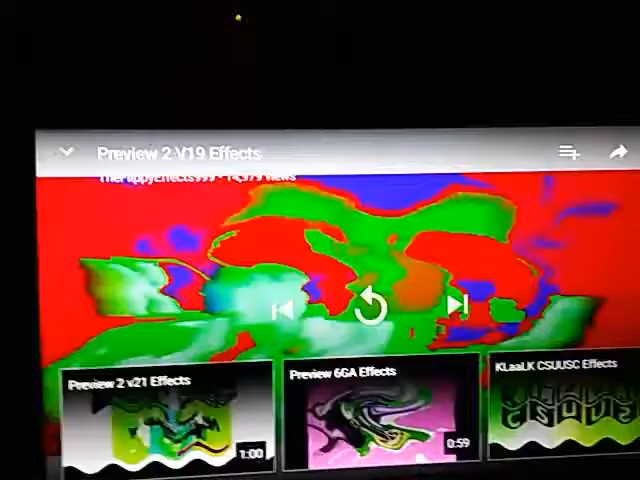 Preview 2 V19 Effects
Preview 2 v21 Effects
1:00
Preview 6GA Effects
0:59
KLaaLK CSUUSC Effects